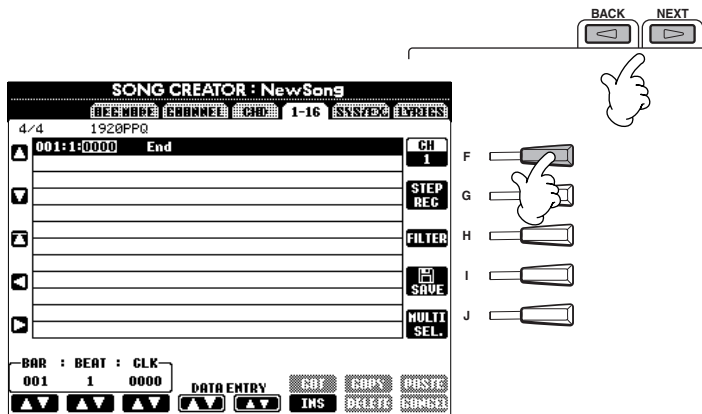 BACK NEXT
SONG CREATOR : NewSong
REC MODE CHANNEL CHD 1-16 SYS/EX. LYRICS
4/4 1920PPQ
001:1:0000 End
CH
1
F
STEP
REC
G
FILTER
H
SAVE
I
MULTI
SEL.
J
BAR : BEAT : CLK
001 1 0000
DATA ENTRY
CUT COPY PASTE
INS DELETE CANCEL